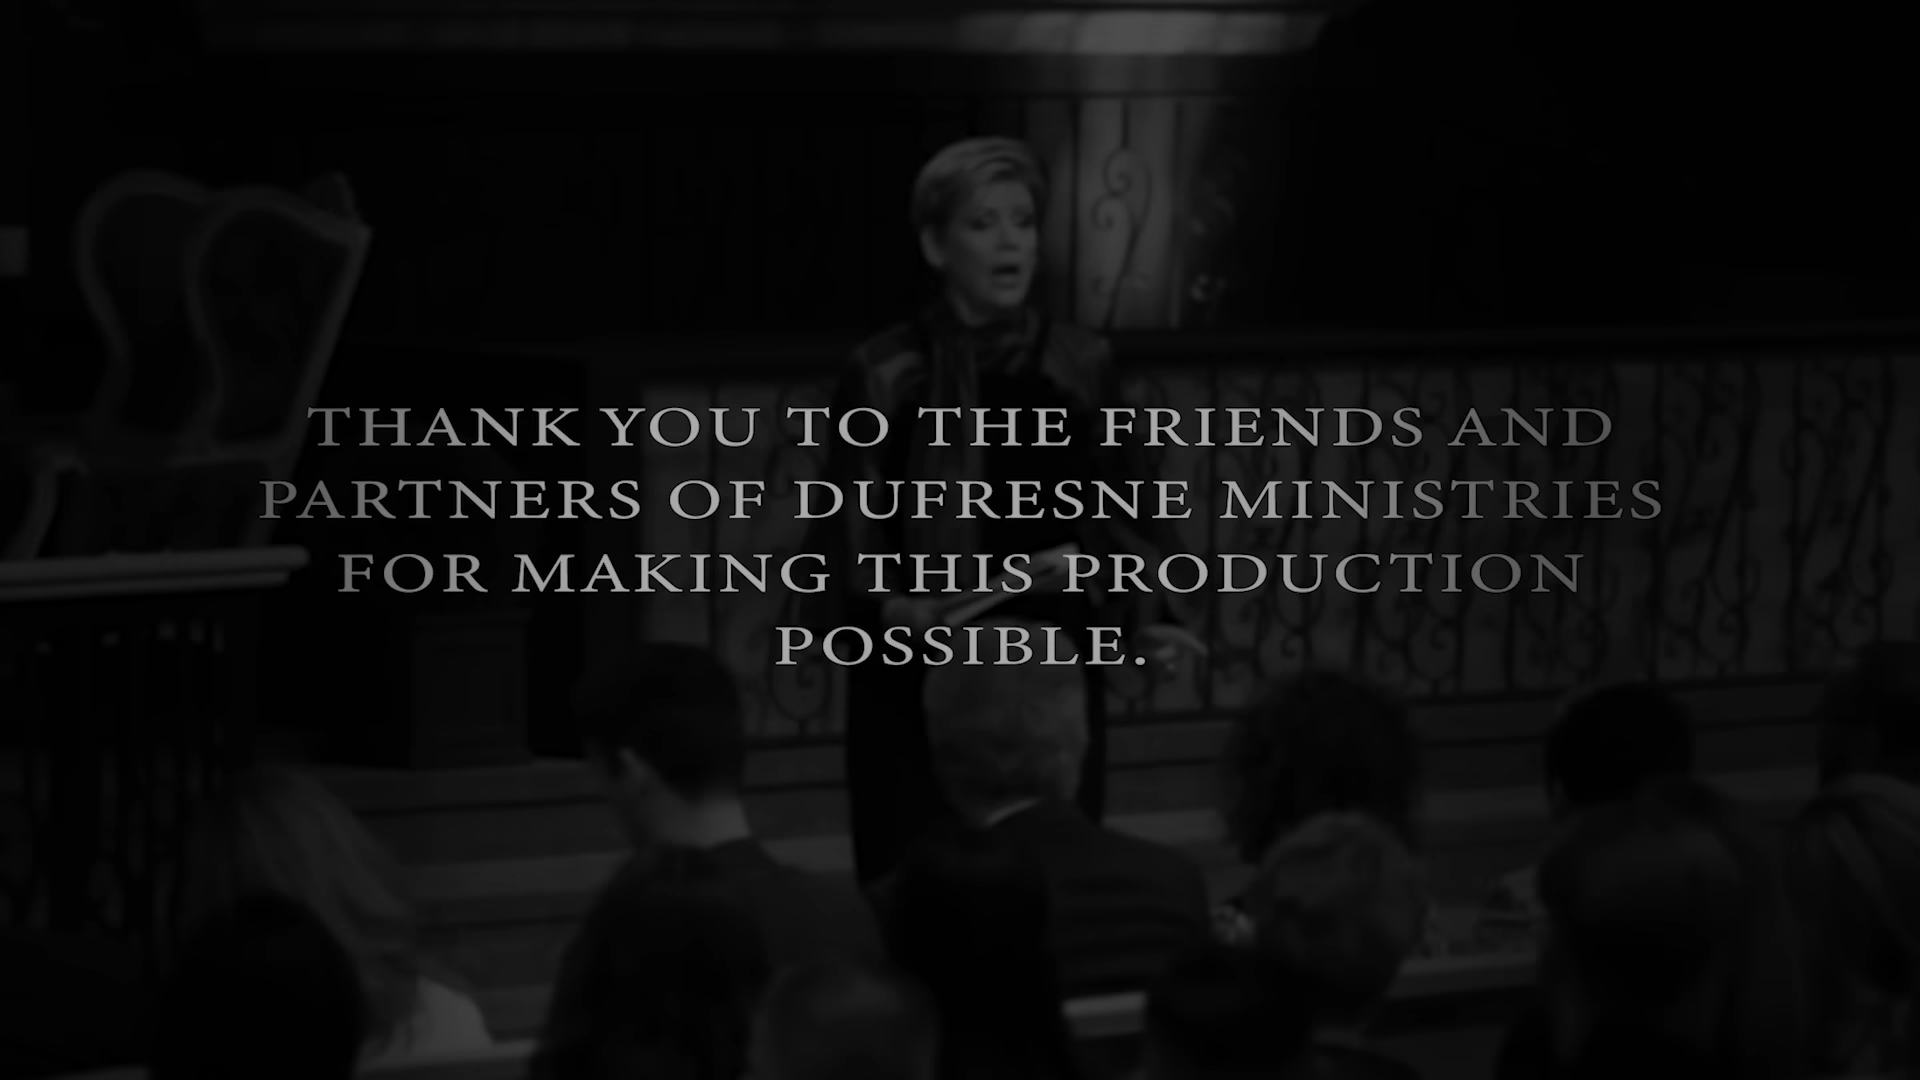 THANK YOU TO THE FRIENDS AND
PARTNERS OF DUFRESNE MINISTRIES
FOR MAKING THIS PRODUCTION
POSSIBLE.